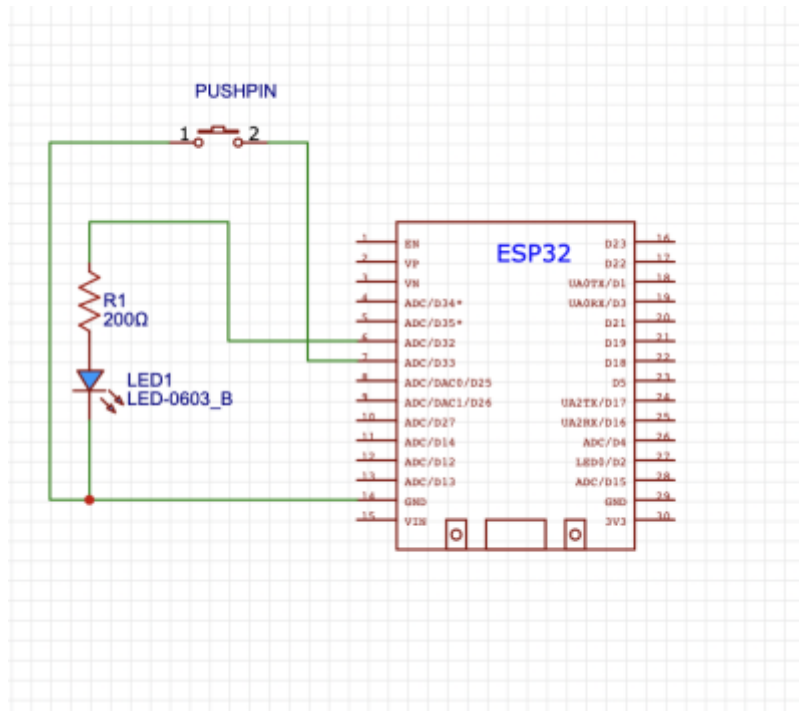 PUSHPIN
1 2
R1
200Ω
LED1
LED-0603_B
ESP32
1 EN
2 VP
3 VN
4 ADC/D34*
5 ADC/D35*
6 ADC/D32
7 ADC/D33
8 ADC/DAC0/D25
9 ADC/DAC1/D26
10 ADC/D27
11 ADC/D14
12 ADC/D12
13 ADC/D13
14 GND
15 VIN
D23 16
D22 17
UA0TX/D1 18
UA0RX/D3 19
D21 20
D19 21
D18 22
D5 23
UA2TX/D17 24
UA2RX/D16 25
ADC/D4 26
LED0/D2 27
ADC/D15 28
GND 29
3V3 30